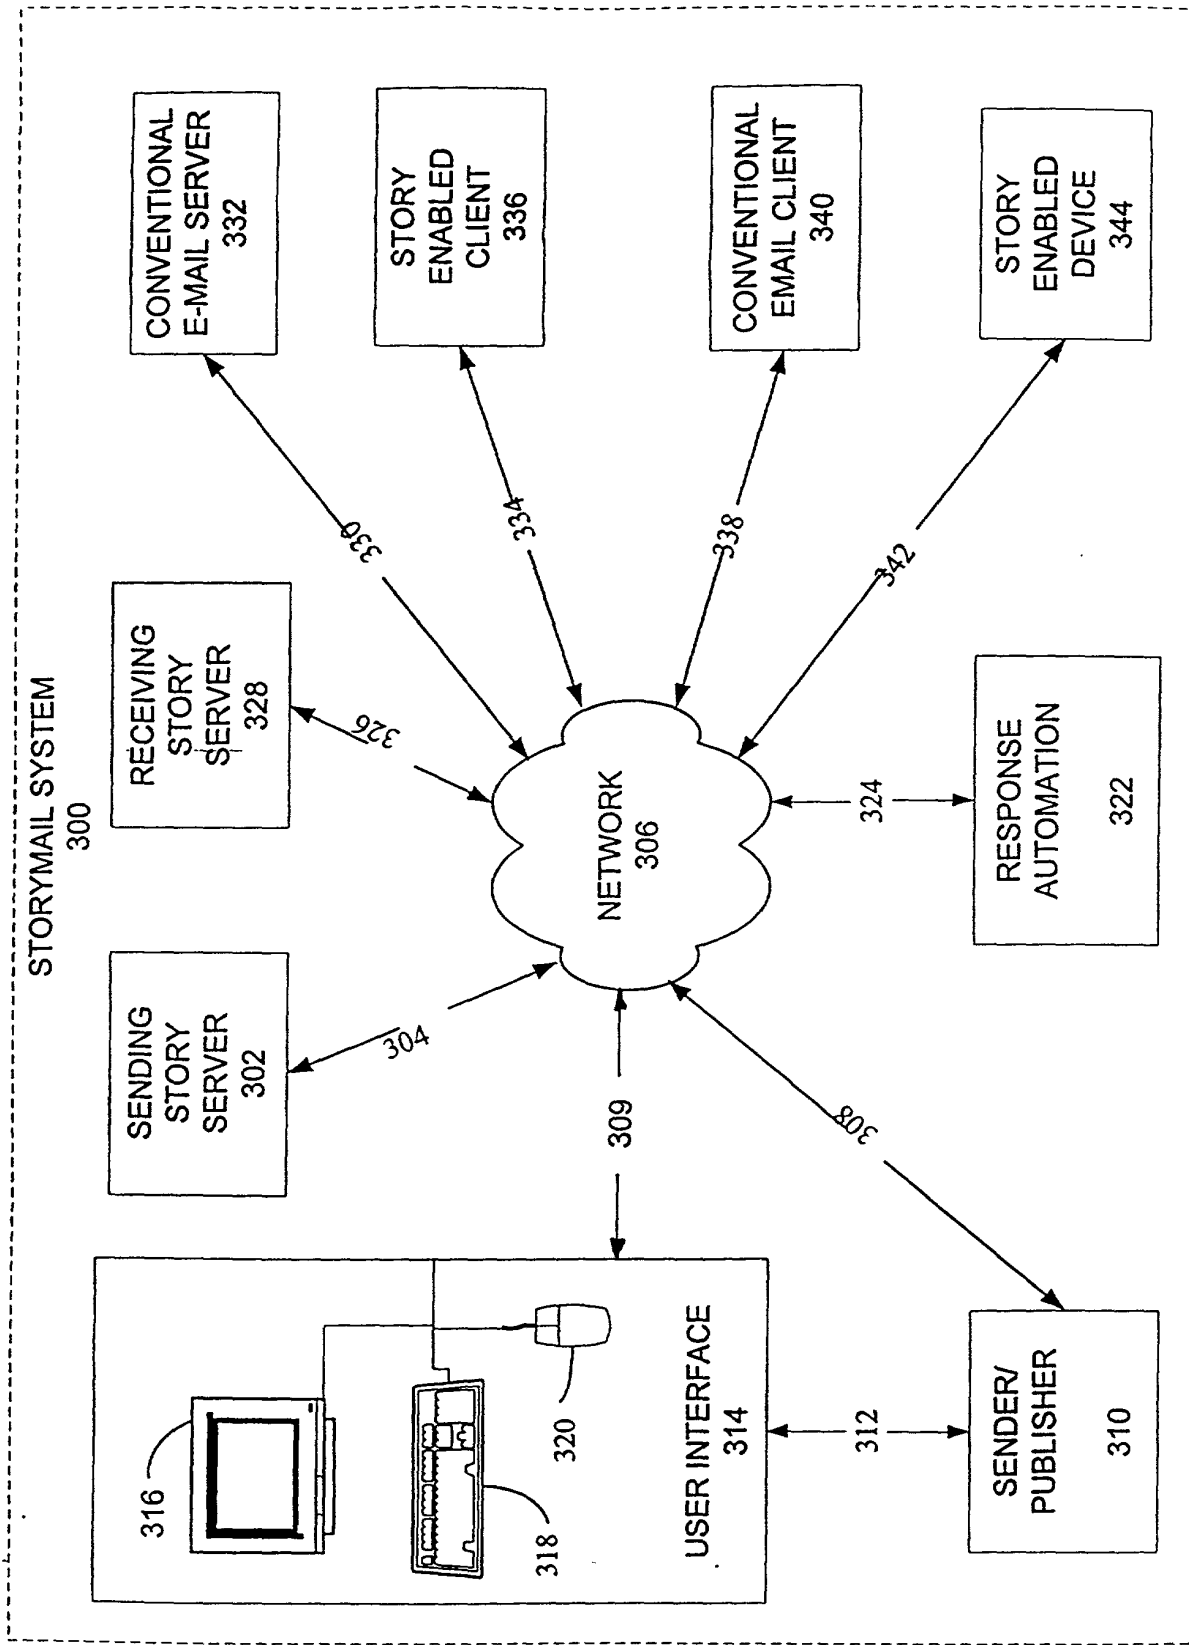 STORYMAIL SYSTEM
300
SENDING
STORY
SERVER
302
RECEIVING
STORY
SERVER
328
CONVENTIONAL
E-MAIL SERVER
332
STORY
ENABLED
CLIENT
336
CONVENTIONAL
EMAIL CLIENT
340
STORY
ENABLED
DEVICE
344
304
326
330
334
338
342
NETWORK
306
309
308
324
316
318
320
USER INTERFACE
314
312
SENDER/
PUBLISHER
310
RESPONSE
AUTOMATION
322